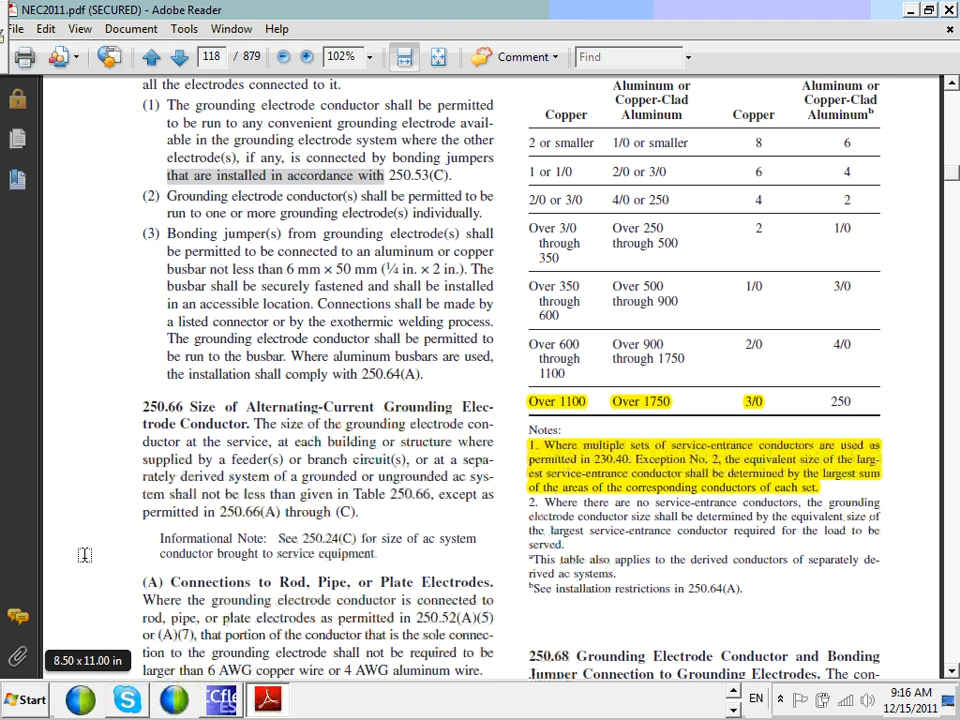 NEC2011.pdf (SECURED) - Adobe Reader
File Edit View Document Tools Window Help
118 / 879 102% Comment Find
all the electrodes connected to it.
(1) The grounding electrode conductor shall be permitted
to be run to any convenient grounding electrode avail-
able in the grounding electrode system where the other
electrode(s), if any, is connected by bonding jumpers
that are installed in accordance with 250.53(C).
(2) Grounding electrode conductor(s) shall be permitted to be
run to one or more grounding electrode(s) individually.
(3) Bonding jumper(s) from grounding electrode(s) shall
be permitted to be connected to an aluminum or copper
busbar not less than 6 mm × 50 mm (¼ in. × 2 in.). The
busbar shall be securely fastened and shall be installed
in an accessible location. Connections shall be made by
a listed connector or by the exothermic welding process.
The grounding electrode conductor shall be permitted to
be run to the busbar. Where aluminum busbars are used,
the installation shall comply with 250.64(A).
250.66 Size of Alternating-Current Grounding Elec-
trode Conductor. The size of the grounding electrode con-
ductor at the service, at each building or structure where
supplied by a feeder(s) or branch circuit(s), or at a sepa-
rately derived system of a grounded or ungrounded ac sys-
tem shall not be less than given in Table 250.66, except as
permitted in 250.66(A) through (C).
Informational Note: See 250.24(C) for size of ac system
conductor brought to service equipment.
(A) Connections to Rod, Pipe, or Plate Electrodes.
Where the grounding electrode conductor is connected to
rod, pipe, or plate electrodes as permitted in 250.52(A)(5)
or (A)(7), that portion of the conductor that is the sole connec-
tion to the grounding electrode shall not be required to be
larger than 6 AWG copper wire or 4 AWG aluminum wire.
Copper
Aluminum or
Copper-Clad
Aluminum
Copper
Aluminum or
Copper-Clad
Aluminumᵇ
2 or smaller 1/0 or smaller 8 6
1 or 1/0 2/0 or 3/0 6 4
2/0 or 3/0 4/0 or 250 4 2
Over 3/0 Over 250 2 1/0
through through 500
350
Over 350 Over 500 1/0 3/0
through through 900
600
Over 600 Over 900 2/0 4/0
through through 1750
1100
Over 1100 Over 1750 3/0 250
Notes:
1. Where multiple sets of service-entrance conductors are used as
permitted in 230.40. Exception No. 2, the equivalent size of the larg-
est service-entrance conductor shall be determined by the largest sum
of the areas of the corresponding conductors of each set.
2. Where there are no service-entrance conductors, the grounding
electrode conductor size shall be determined by the equivalent size of
the largest service-entrance conductor required for the load to be
served.
ᵃThis table also applies to the derived conductors of separately de-
rived ac systems.
ᵇSee installation restrictions in 250.64(A).
250.68 Grounding Electrode Conductor and Bonding
Jumper Connection to Grounding Electrodes. The con-
8.50 x 11.00 in
Start
EN
9:16 AM
12/15/2011